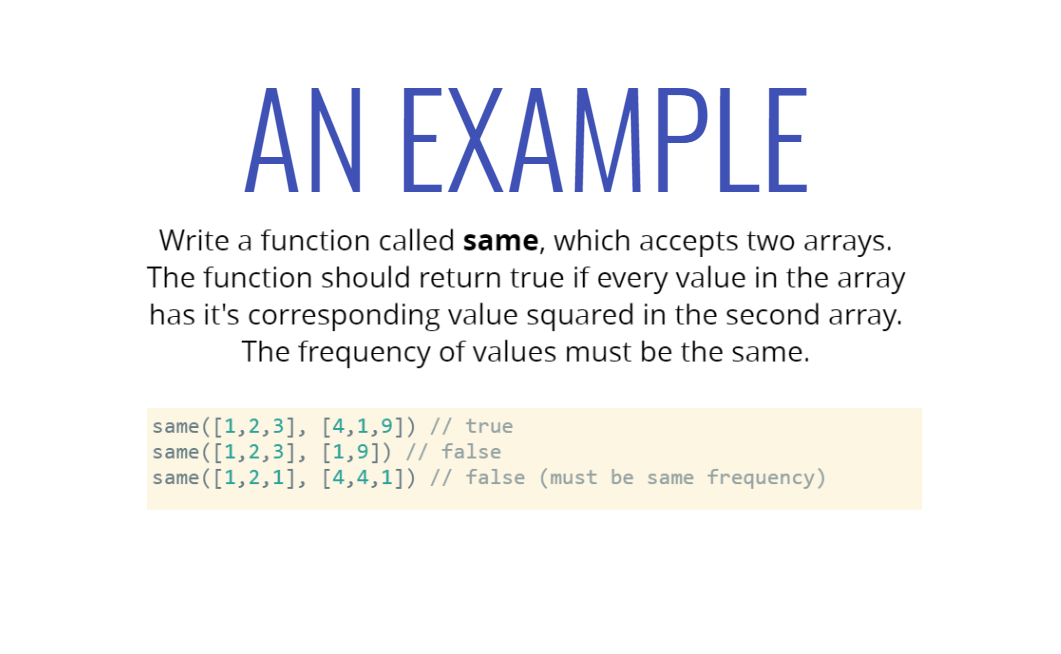 AN EXAMPLE
Write a function called same, which accepts two arrays.
The function should return true if every value in the array
has it's corresponding value squared in the second array.
The frequency of values must be the same.
same([1,2,3], [4,1,9]) // true
same([1,2,3], [1,9]) // false
same([1,2,1], [4,4,1]) // false (must be same frequency)